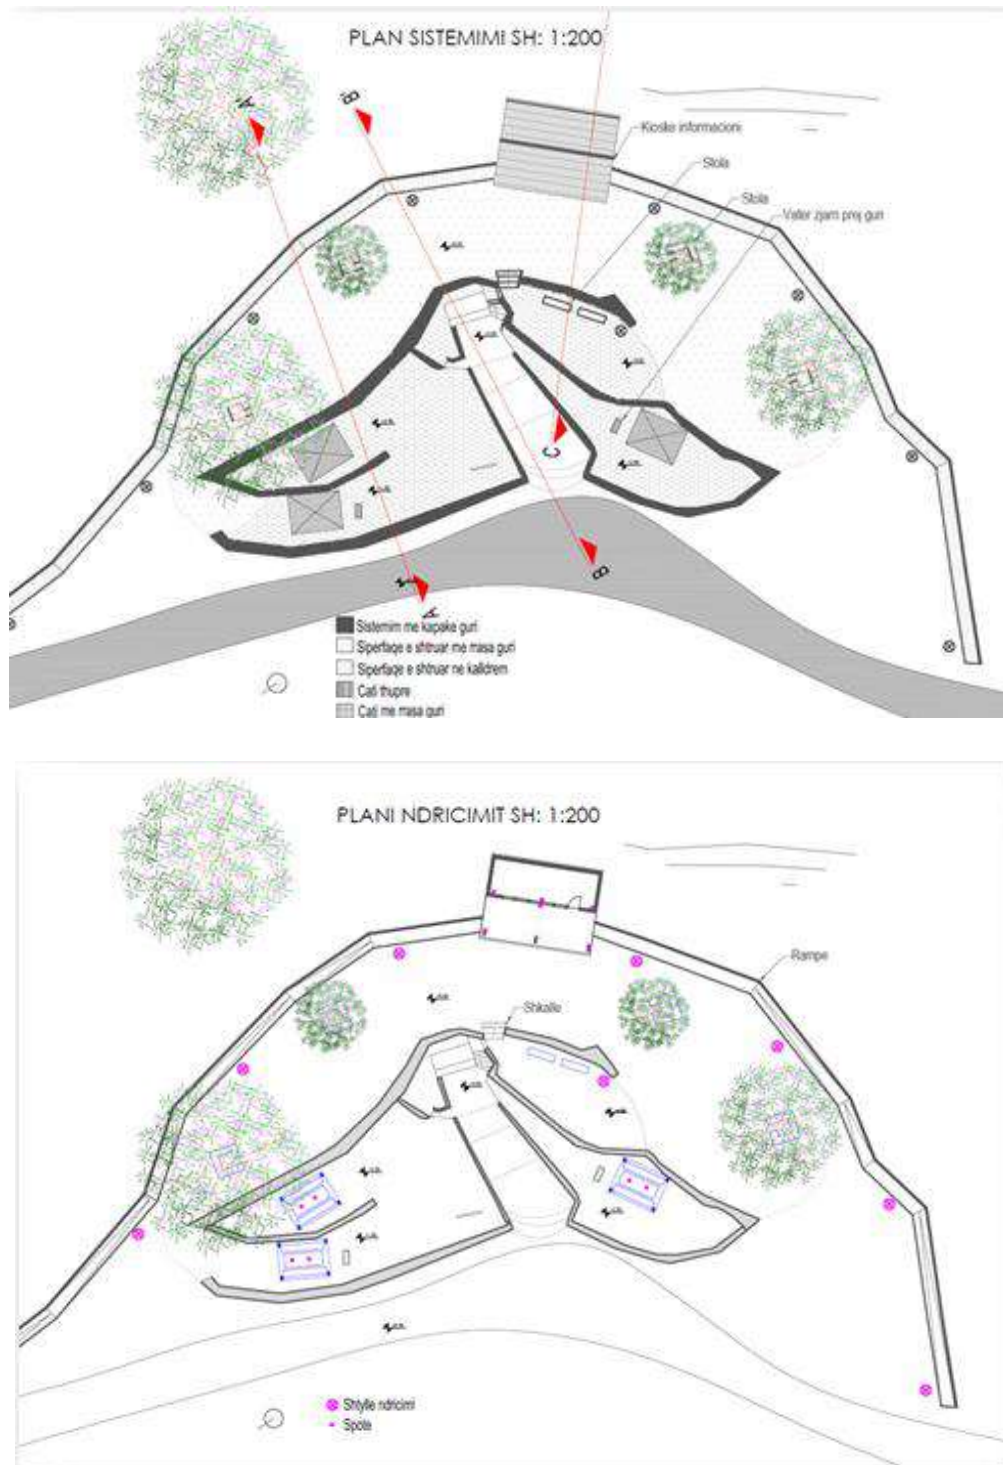 PLAN SISTEMIMI SH: 1:200
A
B
Kioske informacioni
Stola
Stola
Vater zjarri prej guri
C
B
A
Sistemim me kapake guri
Siperfaqe e shtruar me masa guri
Siperfaqe e shtruar ne kalldrem
Cati thupre
Cati me masa guri
PLANI NDRICIMIT SH: 1:200
Rampe
Shkalle
Shtylle ndricimi
Spote